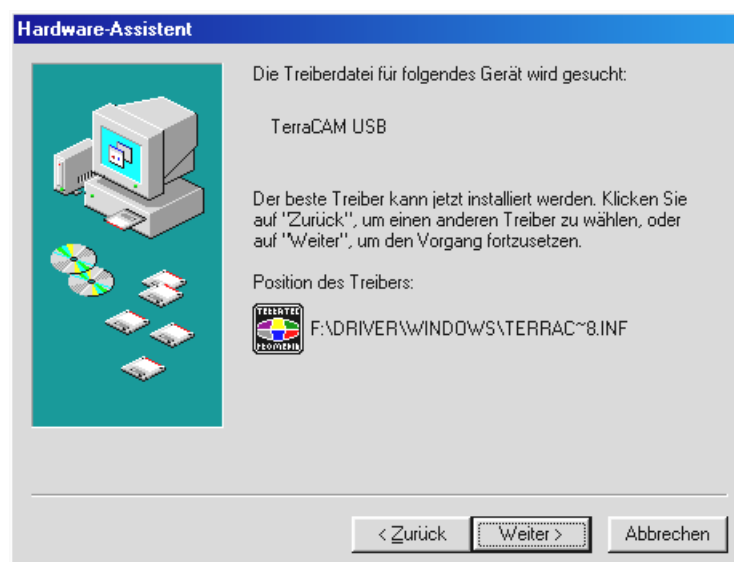 Hardware-Assistent
Die Treiberdatei für folgendes Gerät wird gesucht:
TerraCAM USB
Der beste Treiber kann jetzt installiert werden. Klicken Sie
auf "Zurück", um einen anderen Treiber zu wählen, oder
auf "Weiter", um den Vorgang fortzusetzen.
Position des Treibers:
TERRATEC
PROMEDIA
F:\DRIVER\WINDOWS\TERRAC~8.INF
< Zurück
Weiter >
Abbrechen